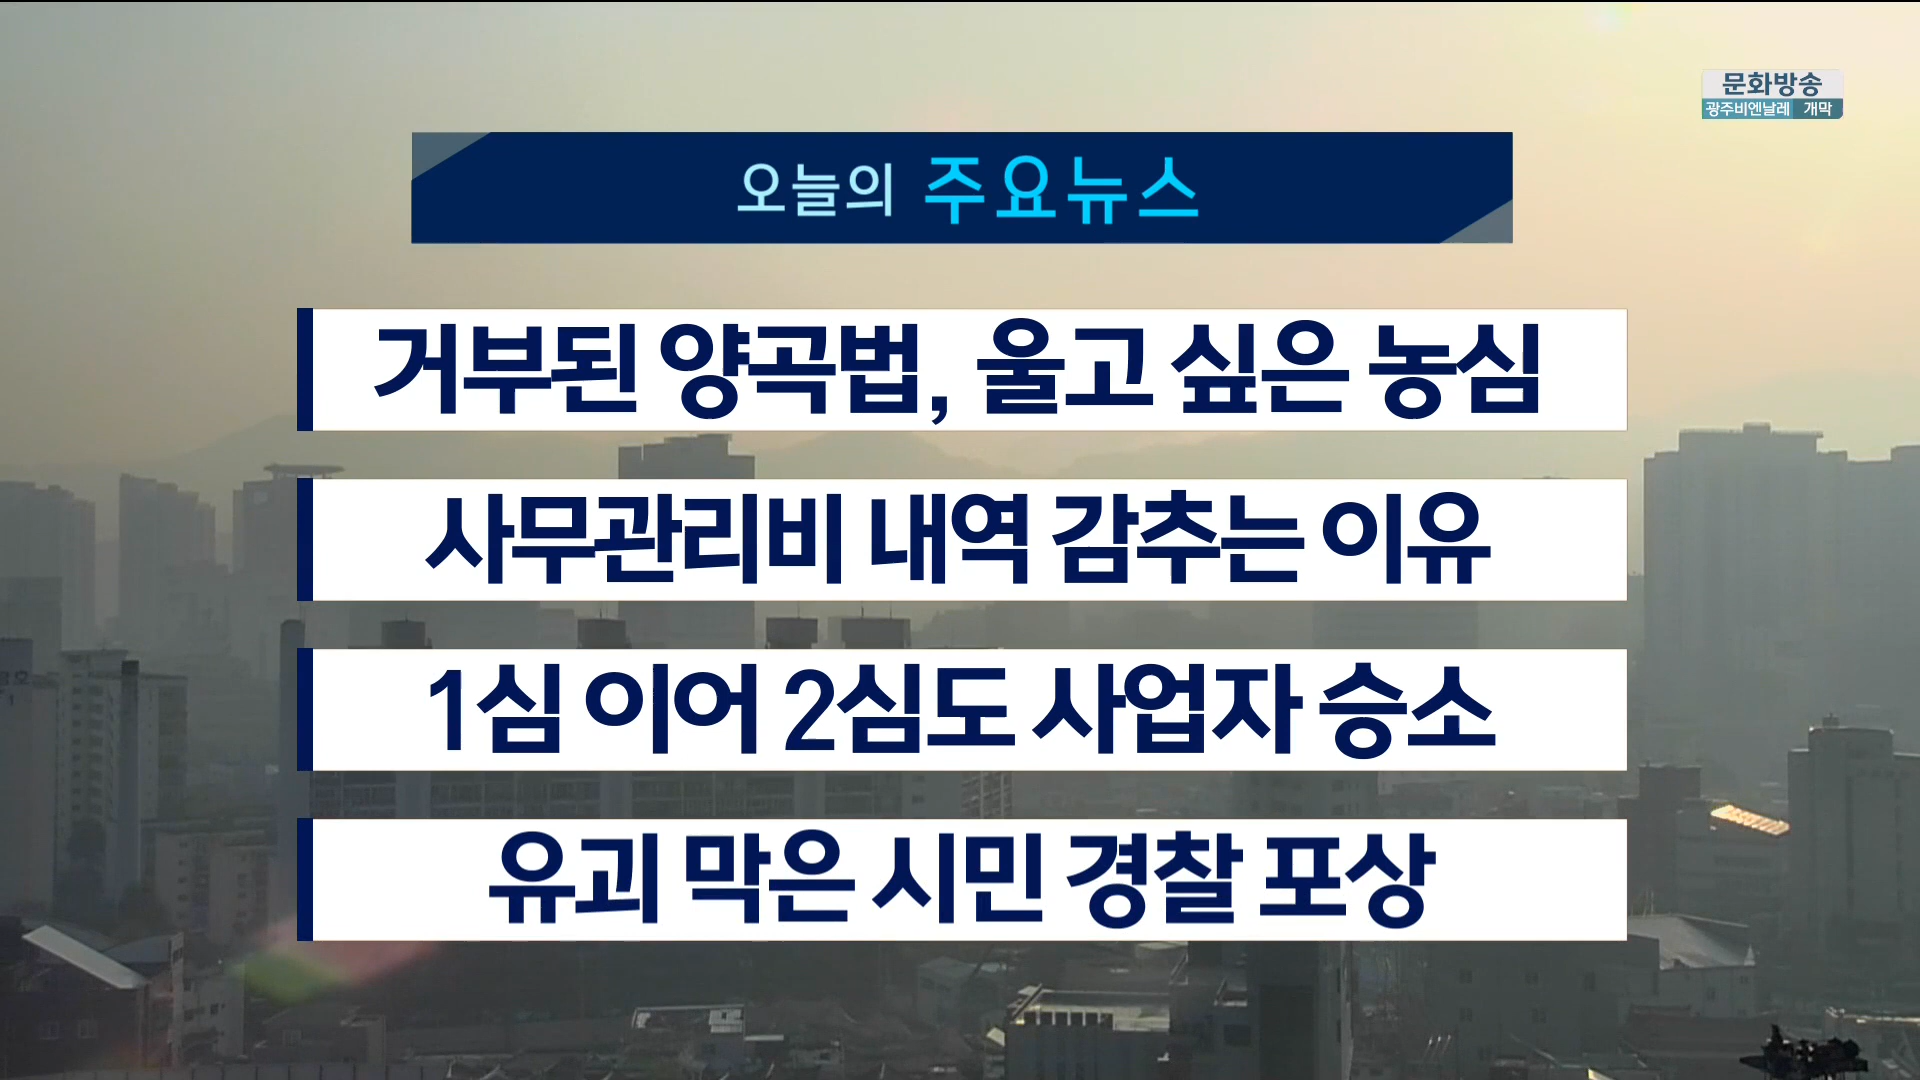 문화방송
광주비엔날레 개막
오늘의 주요뉴스
거부된 양곡법, 울고 싶은 농심
사무관리비 내역 감추는 이유
1심 이어 2심도 사업자 승소
유괴 막은 시민 경찰 포상